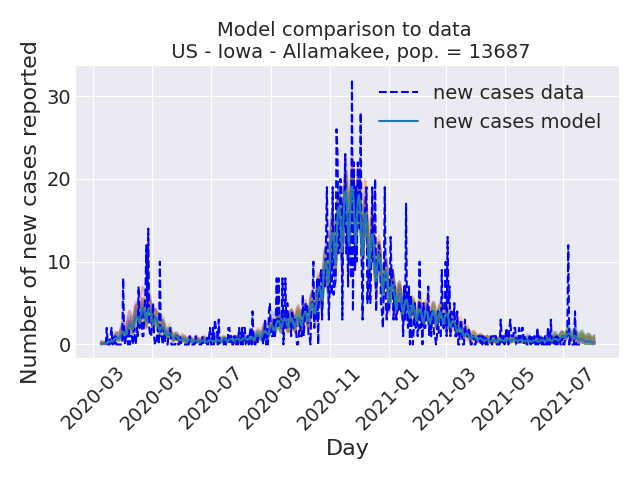 Model comparison to data
US - Iowa - Allamakee, pop. = 13687
Number of new cases reported
30
20
10
0
new cases data
new cases model
2020-03
2020-05
2020-07
2020-09
2020-11
2021-01
2021-03
2021-05
2021-07
Day